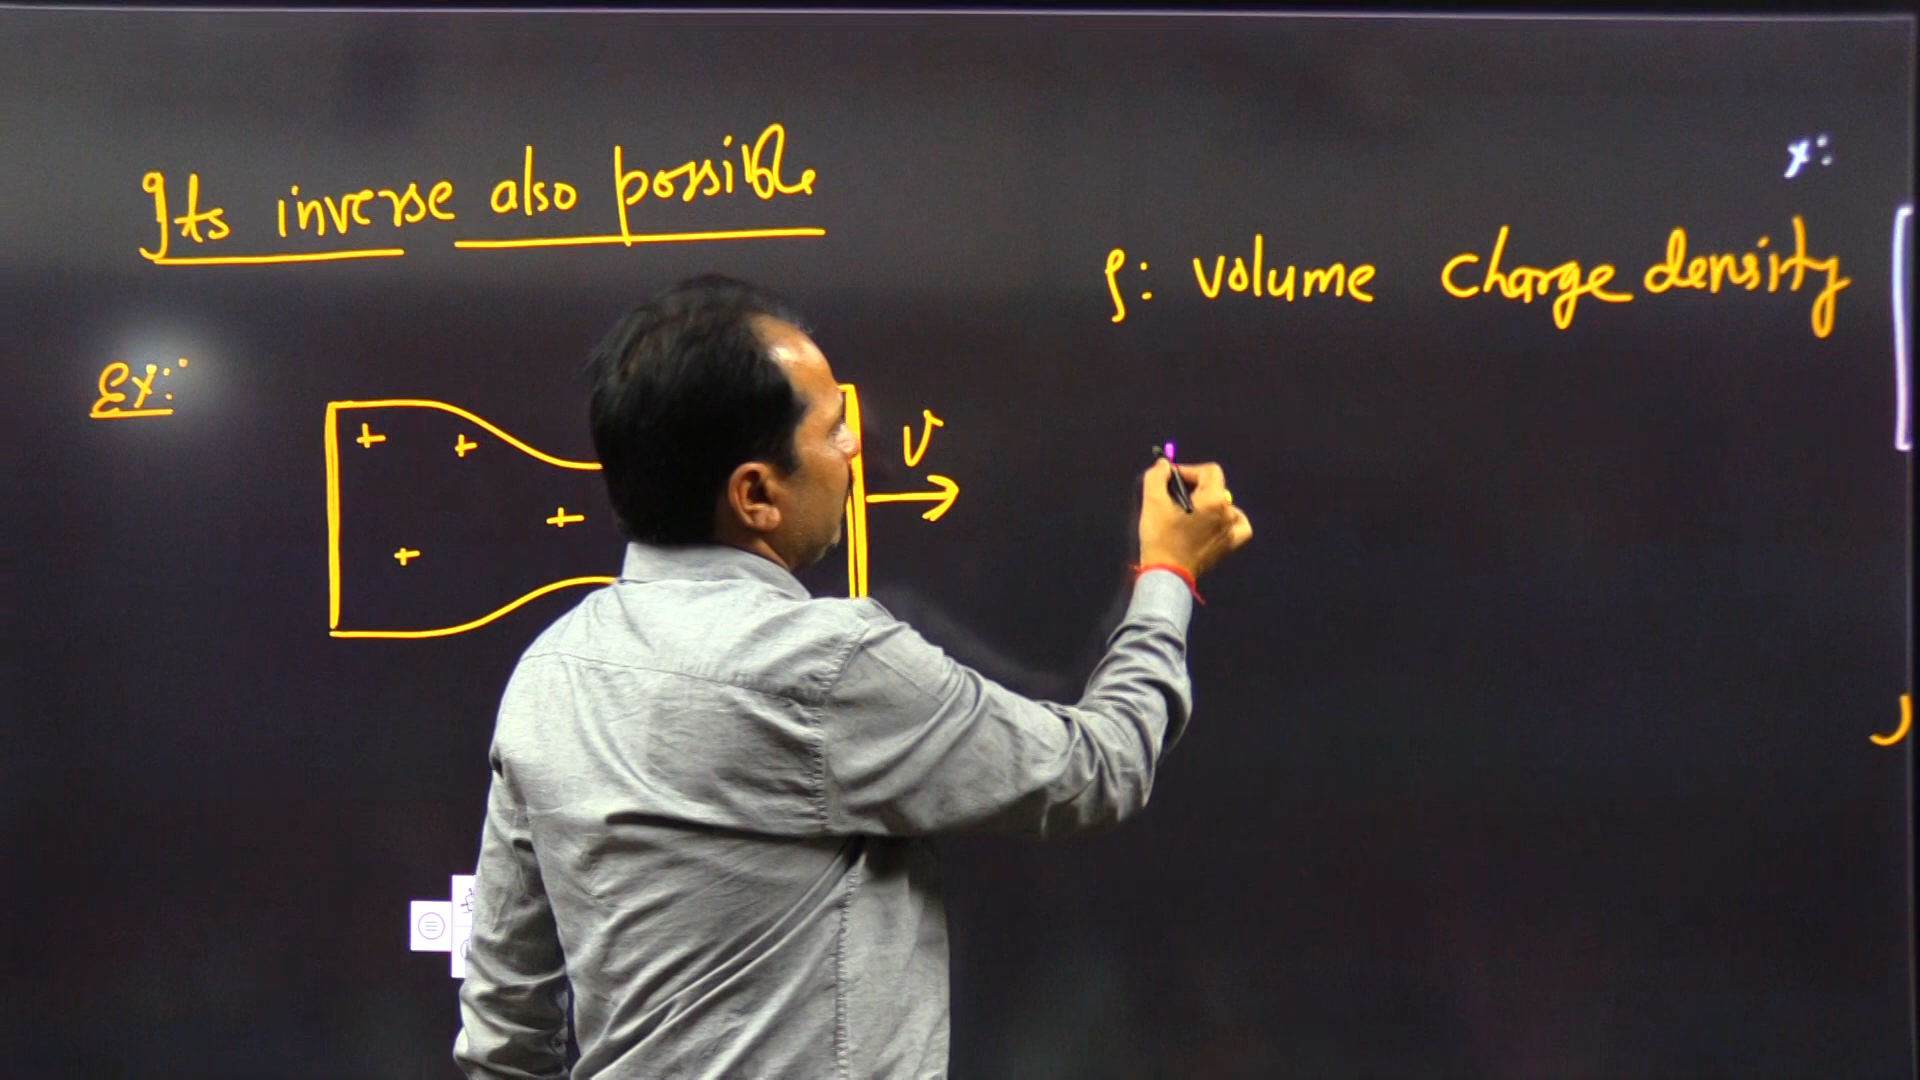 Its inverse also possible
x:
ρ: volume charge density
Ex:
+ +
v
+
+